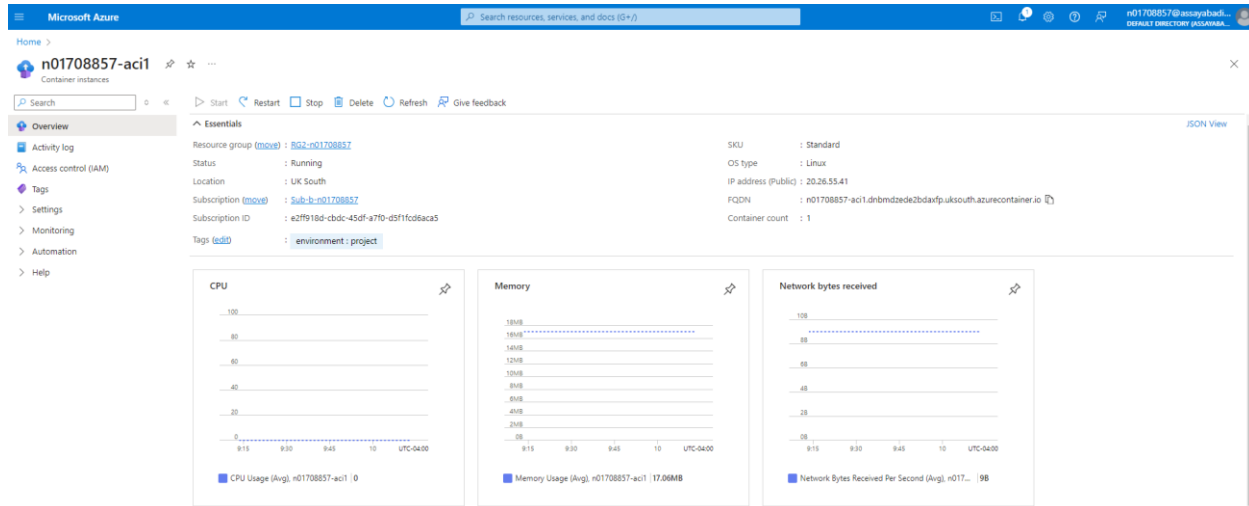 Microsoft Azure
Search resources, services, and docs (G+/)
1
n01708857@assayabadi...
DEFAULT DIRECTORY (ASSAYABA...
Home >
n01708857-aci1
Container instances
Search
Start Restart Stop Delete Refresh Give feedback
Overview
Activity log
Access control (IAM)
Tags
Settings
Monitoring
Automation
Help
Essentials
JSON View
Resource group (move) : RG2-n01708857
Status : Running
Location : UK South
Subscription (move) : Sub-b-n01708857
Subscription ID : e2ff918d-cbdc-45df-a7f0-d5f1fcd6aca5
Tags (edit) : environment : project
SKU : Standard
OS type : Linux
IP address (Public) : 20.26.55.41
FQDN : n01708857-aci1.dnbmdzede2bdaxfp.uksouth.azurecontainer.io
Container count : 1
CPU
100
80
60
40
20
0
9:15 9:30 9:45 10 UTC-04:00
CPU Usage (Avg), n01708857-aci1 | 0
Memory
18MB
16MB
14MB
12MB
10MB
8MB
6MB
4MB
2MB
0B
9:15 9:30 9:45 10 UTC-04:00
Memory Usage (Avg), n01708857-aci1 | 17.06MB
Network bytes received
10B
8B
6B
4B
2B
0B
9:15 9:30 9:45 10 UTC-04:00
Network Bytes Received Per Second (Avg), n017... | 9B